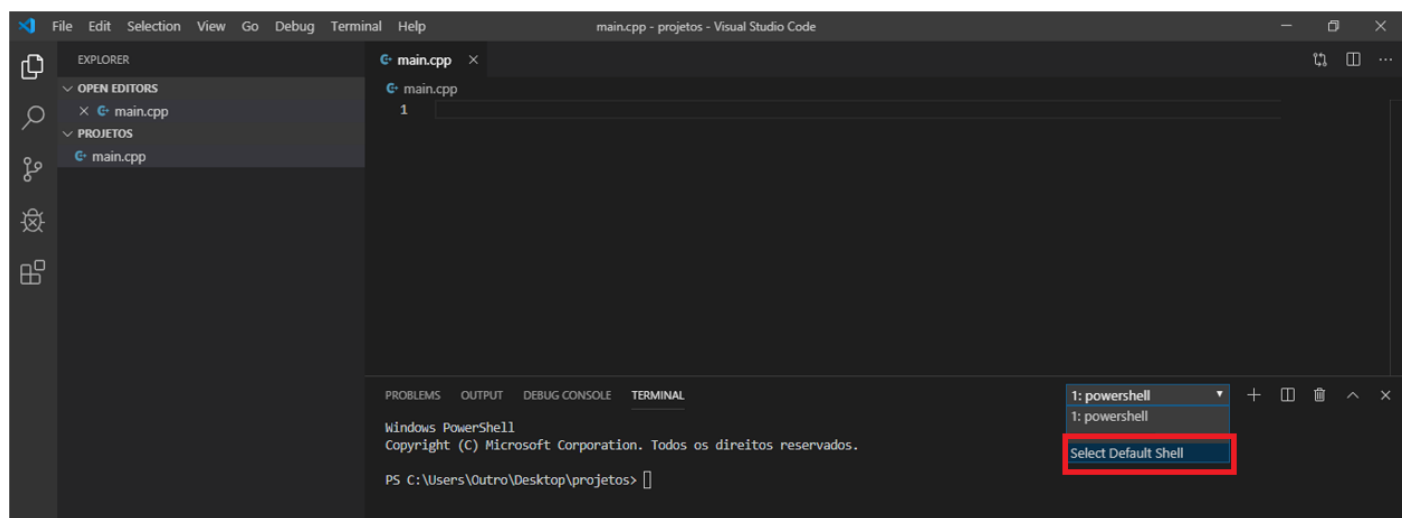 File Edit Selection View Go Debug Terminal Help main.cpp - projetos - Visual Studio Code
EXPLORER
OPEN EDITORS
main.cpp
PROJETOS
main.cpp
main.cpp
main.cpp
1
PROBLEMS OUTPUT DEBUG CONSOLE TERMINAL
1: powershell
1: powershell
Select Default Shell
Windows PowerShell
Copyright (C) Microsoft Corporation. Todos os direitos reservados.
PS C:\Users\Outro\Desktop\projetos>